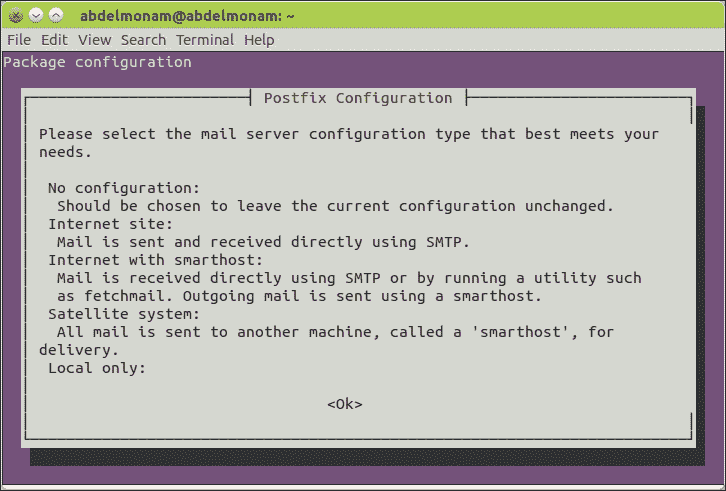 abdelmonam@abdelmonam: ~
File Edit View Search Terminal Help
Package configuration
Postfix Configuration
Please select the mail server configuration type that best meets your
needs.
No configuration:
Should be chosen to leave the current configuration unchanged.
Internet site:
Mail is sent and received directly using SMTP.
Internet with smarthost:
Mail is received directly using SMTP or by running a utility such
as fetchmail. Outgoing mail is sent using a smarthost.
Satellite system:
All mail is sent to another machine, called a 'smarthost', for
delivery.
Local only:
<Ok>